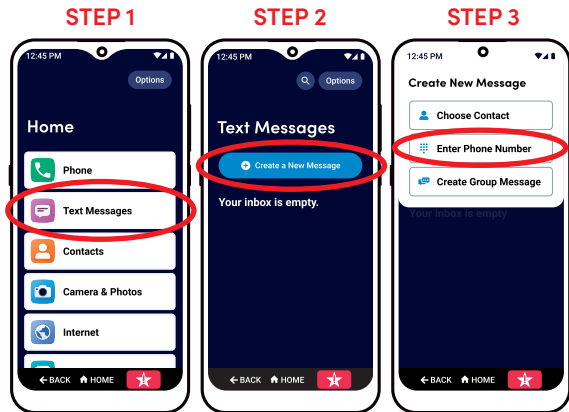 STEP 1
12:45 PM
Options
Home
Phone
Text Messages
Contacts
Camera & Photos
Internet
BACK
HOME
STEP 2
12:45 PM
Options
Text Messages
Create a New Message
Your inbox is empty.
BACK
HOME
STEP 3
12:45 PM
Create New Message
Choose Contact
Enter Phone Number
Create Group Message
Your inbox is empty
BACK
HOME